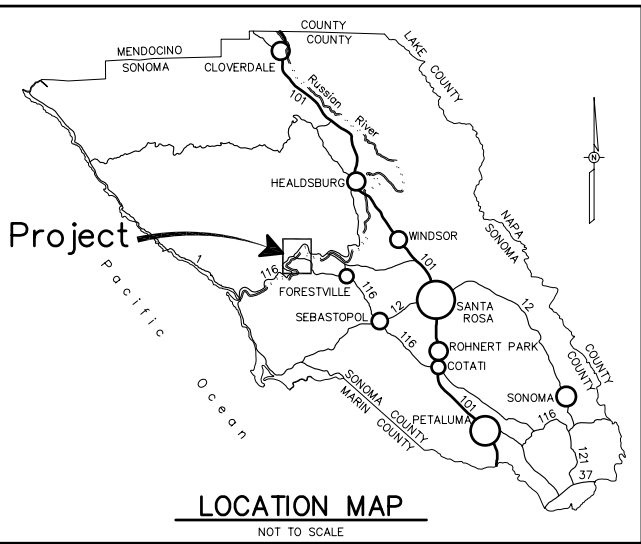 COUNTY
COUNTY
MENDOCINO
SONOMA
CLOVERDALE
LAKE COUNTY
Russian River
101
HEALDSBURG
NAPA COUNTY
SONOMA COUNTY
N
WINDSOR
Project
1
116
101
FORESTVILLE
116
12
SANTA
ROSA
12
SEBASTOPOL
116
Pacific Ocean
ROHNERT PARK
COTATI
SONOMA COUNTY
MARIN COUNTY
101
SONOMA
PETALUMA
116
121
37
LOCATION MAP
NOT TO SCALE